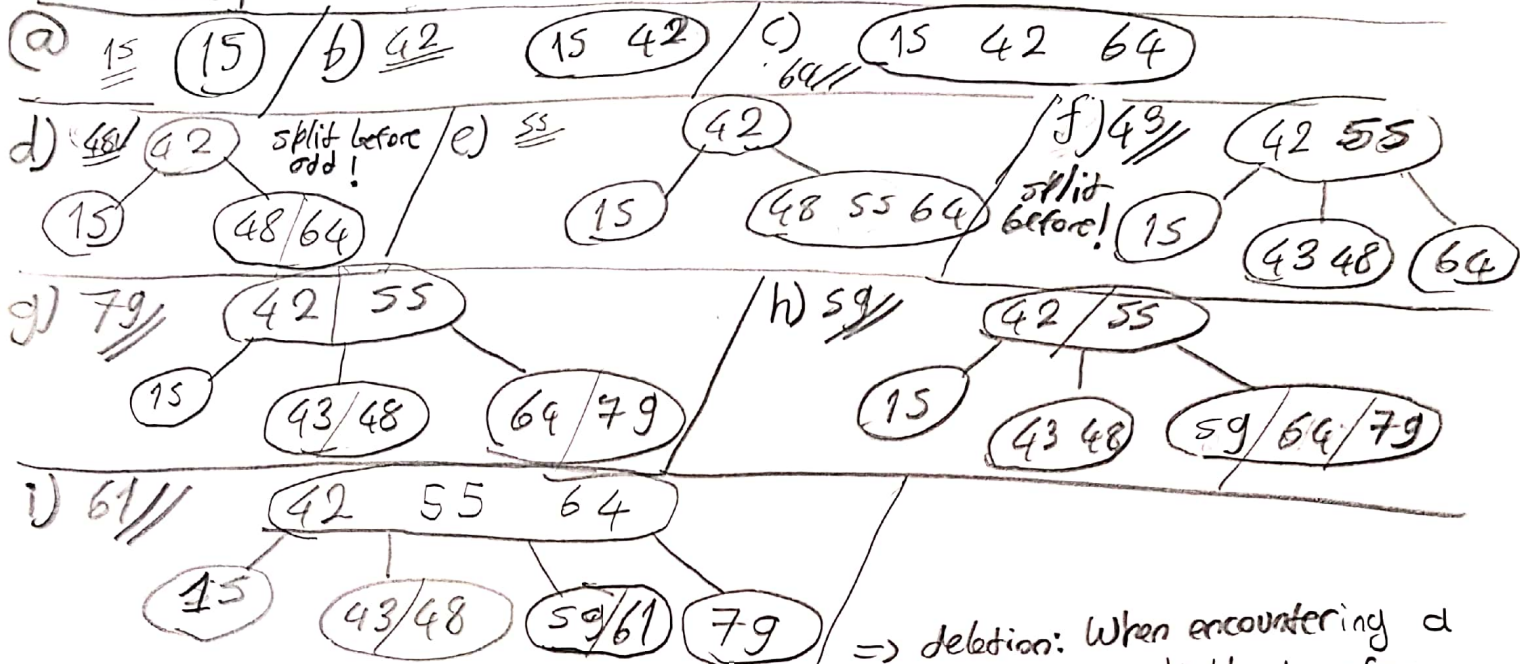 a) 15 15 / b) 42 15 42 / c) 64 15 42 64
d) 48 42 split before
odd!
15 48/64
e) 55 42
15 48 55 64
f) 43 42 55
split
before! 15 43 48 64
g) 79 42 55
15 43/48 64/79
h) 59 42/55
15 43 48 59/64/79
i) 61 42 55 64
15 43/48 59/61 79
=> deletion: When encountering a